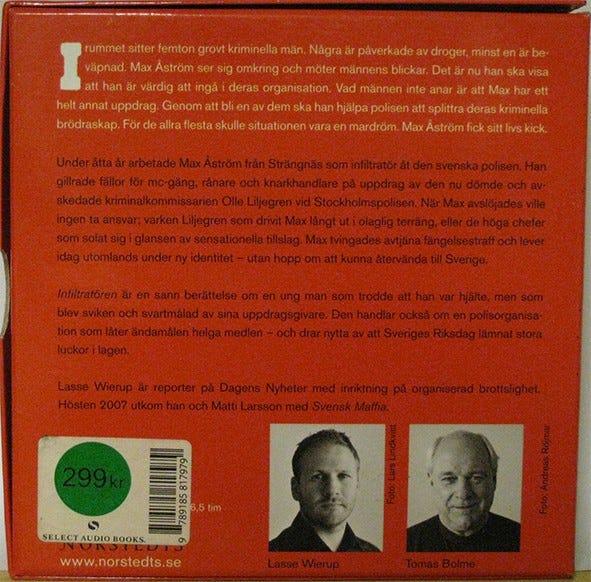 I rummet sitter femton grovt kriminella män. Några är påverkade av droger, minst en är be-
väpnad. Max Åström ser sig omkring och möter männens blickar. Det är nu han ska visa
att han är värdig att ingå i deras organisation. Vad männen inte anar är att Max har ett
helt annat uppdrag. Genom att bli en av dem ska han hjälpa polisen att splittra deras kriminella
brödraskap. För de allra flesta skulle situationen vara en mardröm. Max Åström fick sitt livs kick.
Under åtta år arbetade Max Åström från Strängnäs som infiltratör åt den svenska polisen. Han
gillrade fällor för mc-gäng, rånare och knarkhandlare på uppdrag av den nu dömde och av-
skedade kriminalkommissarien Olle Liljegren vid Stockholmspolisen. När Max avslöjades ville
ingen ta ansvar; varken Liljegren som drivit Max långt ut i olaglig terräng, eller de höga chefer
som solat sig i glansen av sensationella tillslag. Max tvingades avtjäna fängelsestraff och lever
idag utomlands under ny identitet – utan hopp om att kunna återvända till Sverige.
Infiltratören är en sann berättelse om en ung man som trodde att han var hjälte, men som
blev sviken och svartmålad av sina uppdragsgivare. Den handlar också om en polisorganisa-
tion som låter ändamålen helga medlen – och drar nytta av att Sveriges Riksdag lämnat stora
luckor i lagen.
Lasse Wierup är reporter på Dagens Nyheter med inriktning på organiserad brottslighet.
Hösten 2007 utkom han och Matti Larsson med Svensk Maffia.
299 kr
9 789185 817979
6,5 tim
S
SELECT AUDIO BOOKS.
NORSTEDTS
www.norstedts.se
Foto: Lars Lindkvist
Lasse Wierup
Foto: Andreas Rojmar
Tomas Bolme